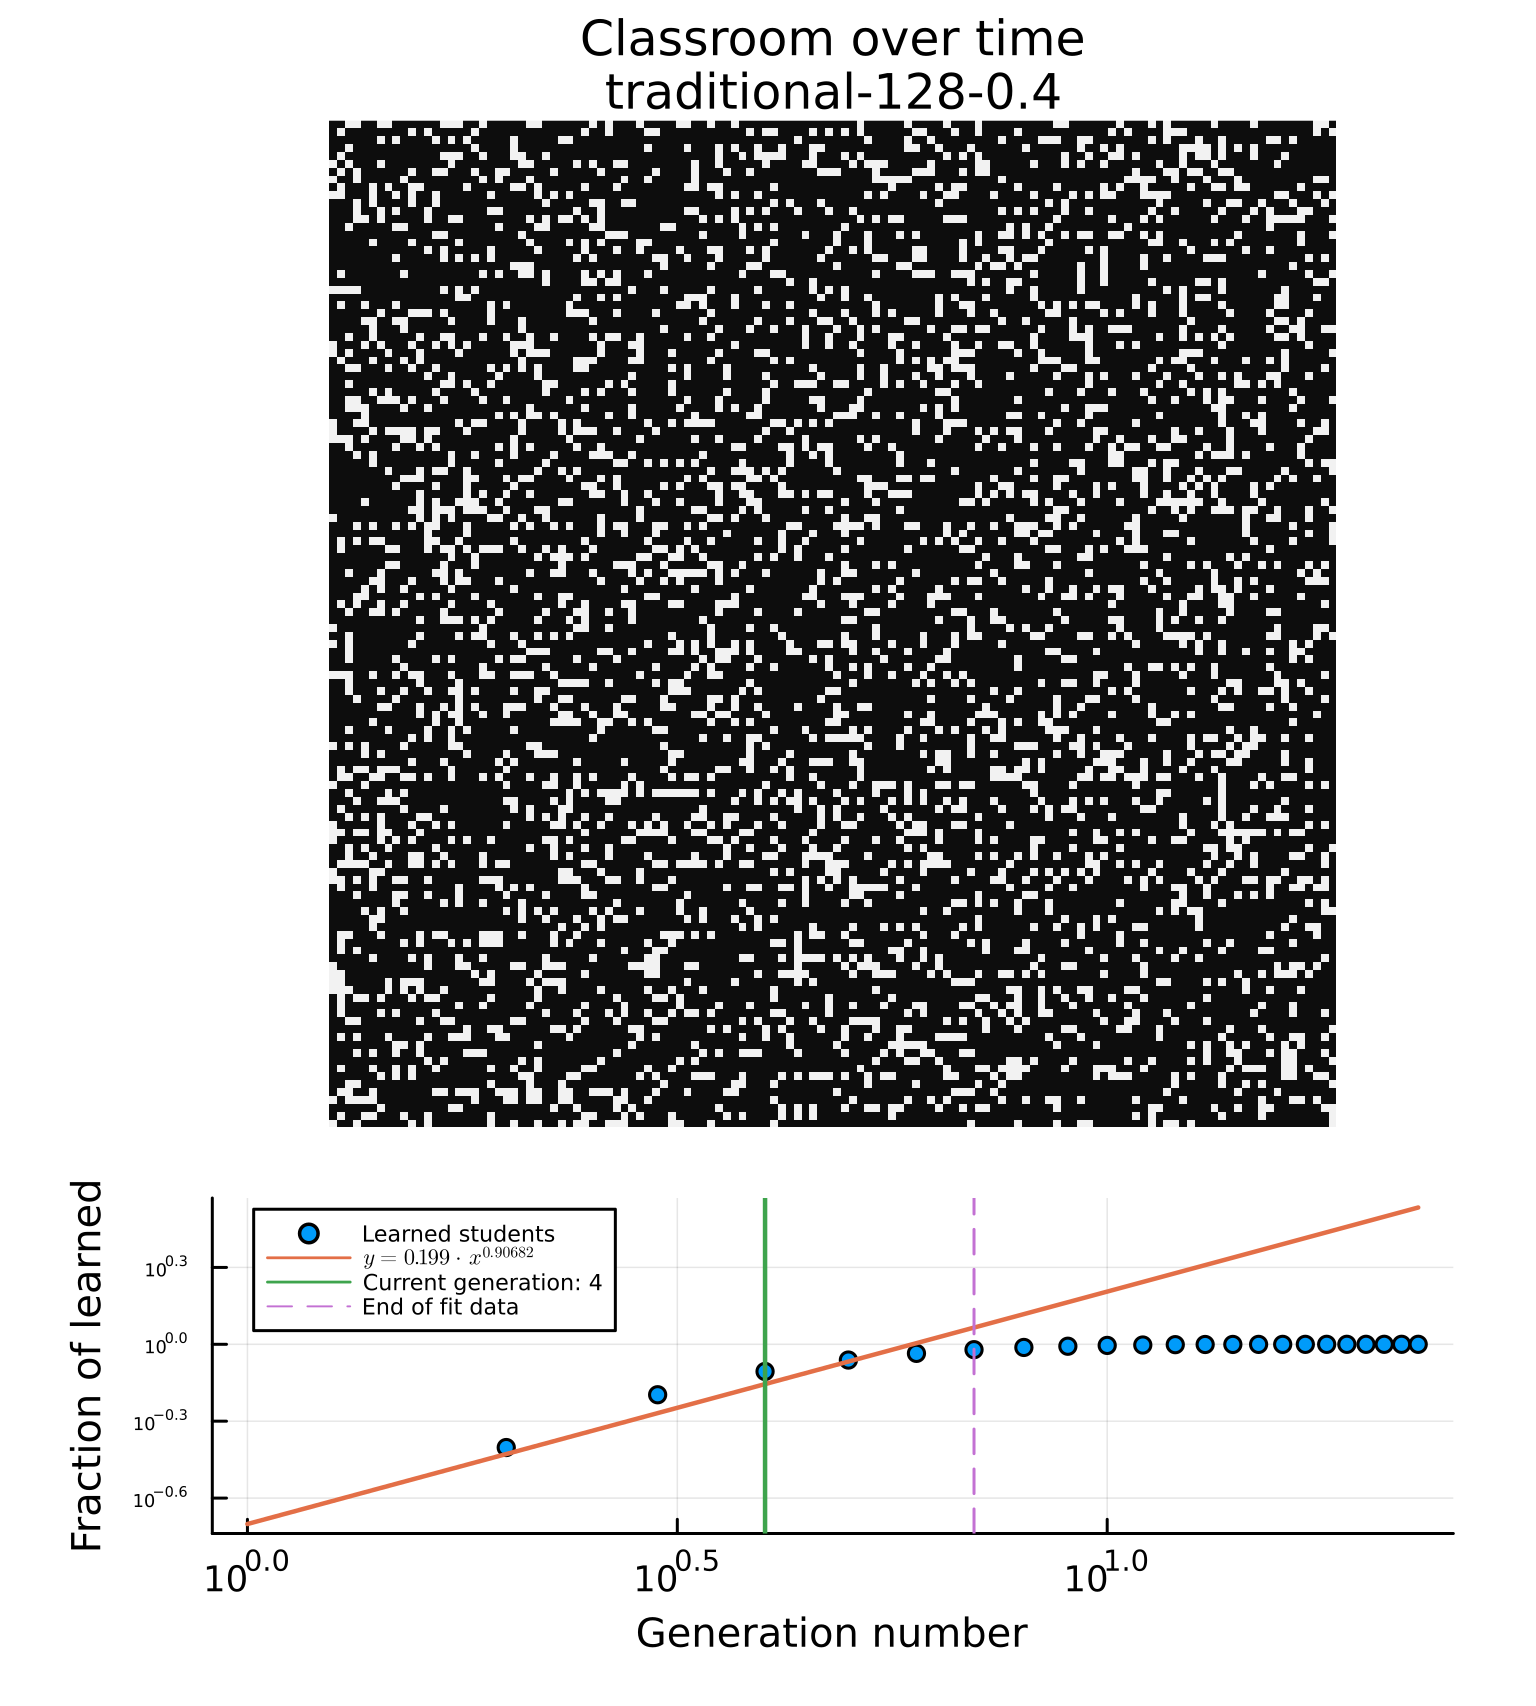 Classroom over time
traditional-128-0.4
Fraction of learned
Learned students
y = 0.199 · x^0.90682
Current generation: 4
End of fit data
10^0.3
10^0.0
10^−0.3
10^−0.6
10^0.0 10^0.5 10^1.0
Generation number